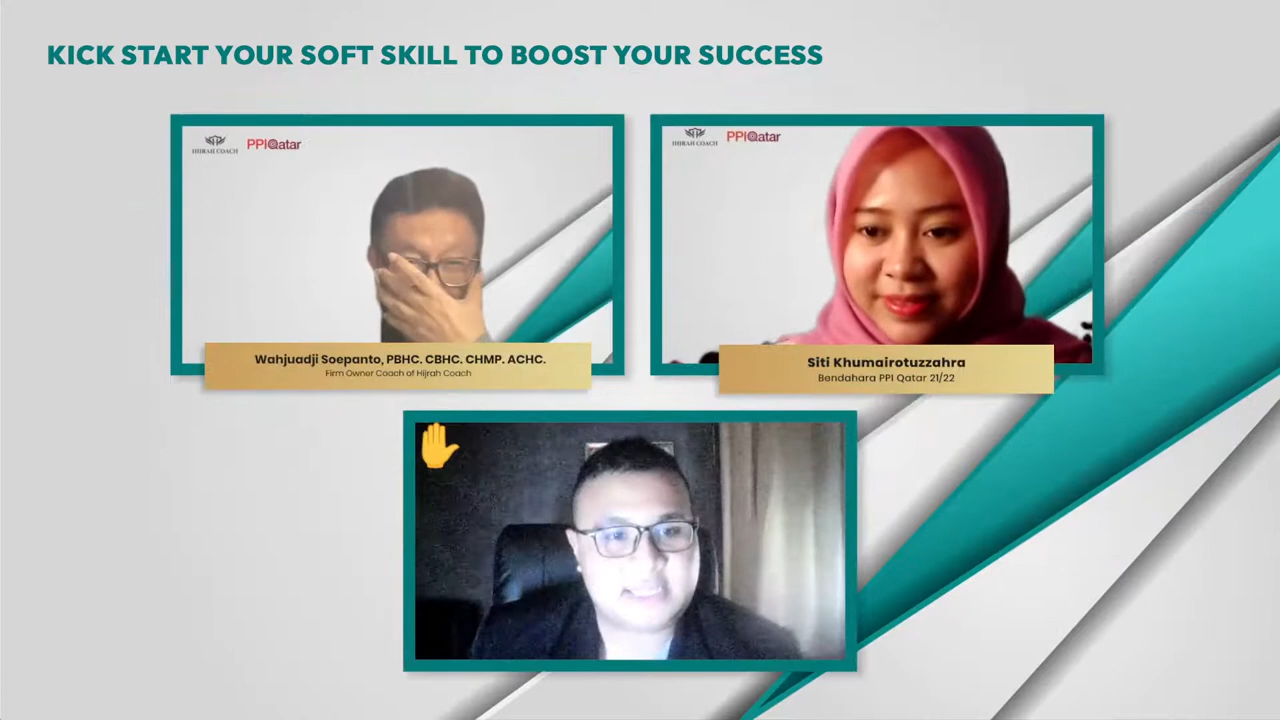 KICK START YOUR SOFT SKILL TO BOOST YOUR SUCCESS
HIJRAH COACH
PPIQatar
HIJRAH COACH
PPIQatar
Wahjuadji Soepanto, PBHC. CBHC. CHMP. ACHC.
Firm Owner Coach of Hijrah Coach
Siti Khumairotuzzahra
Bendahara PPI Qatar 21/22